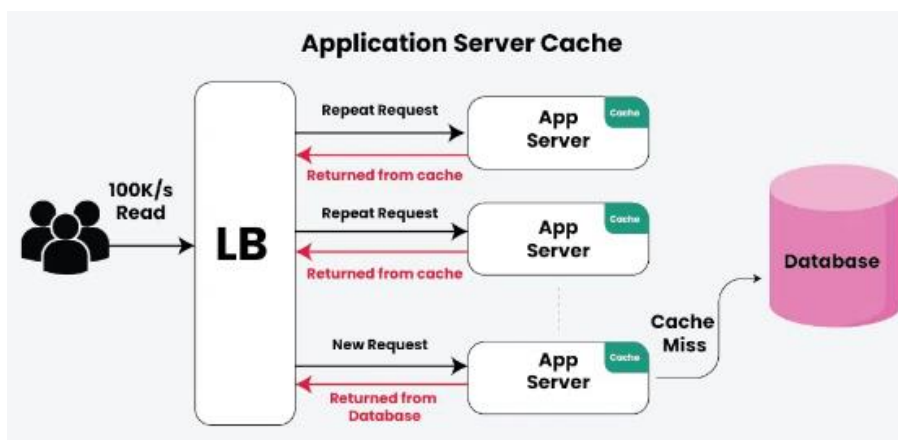 Application Server Cache
Repeat Request
App
Server
Cache
Returned from cache
100K/s
Read
LB
Repeat Request
App
Server
Cache
Returned from cache
Database
Cache
Miss
New Request
App
Server
Cache
Returned from
Database